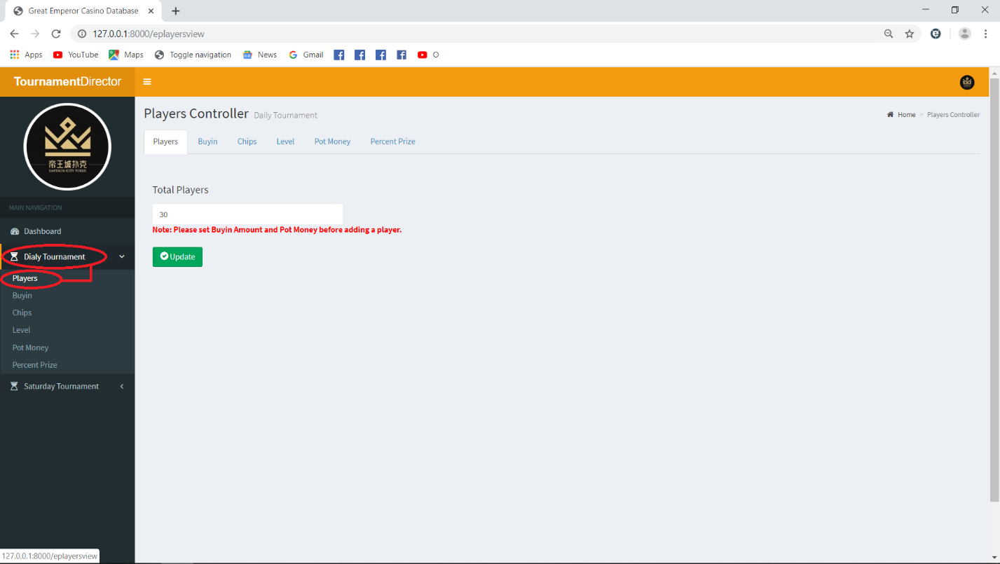 Great Emperor Casino Database
127.0.0.1:8000/eplayersview
Apps YouTube Maps Toggle navigation News Gmail O
TournamentDirector
帝王城扑克
EMPEROR CITY POKER
MAIN NAVIGATION
Dashboard
Dialy Tournament
Players
Buyin
Chips
Level
Pot Money
Percent Prize
Saturday Tournament
Players Controller Daily Tournament
Home > Players Controller
Players Buyin Chips Level Pot Money Percent Prize
Total Players
30
Note: Please set Buyin Amount and Pot Money before adding a player.
Update
127.0.0.1:8000/eplayersview